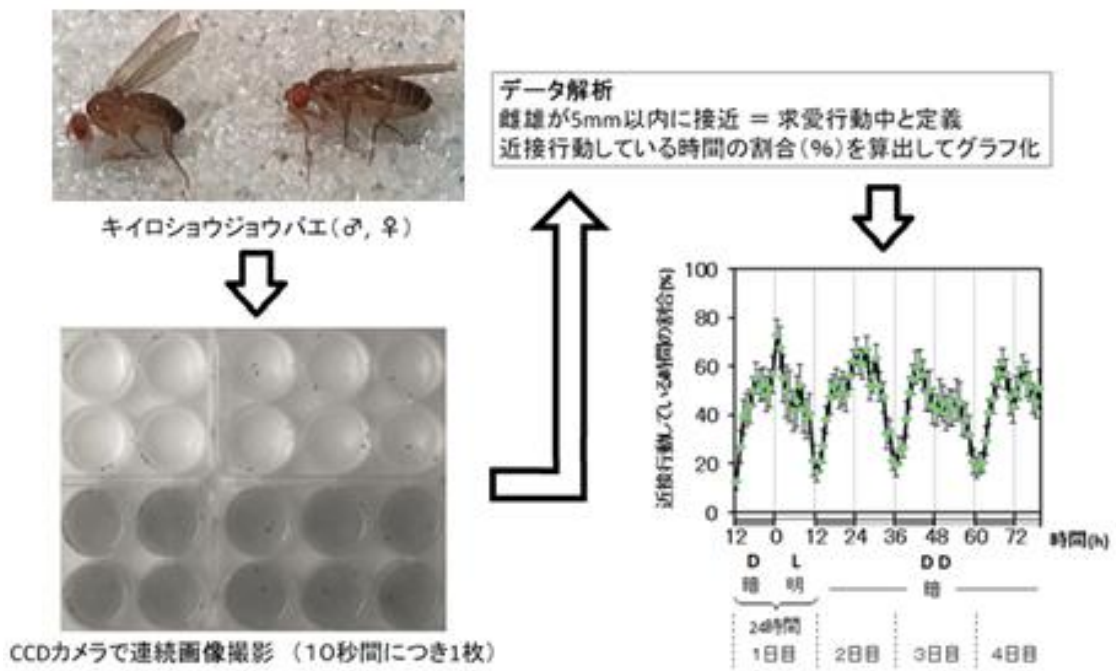 キイロショウジョウバエ(♂, ♀)
CCDカメラで連続画像撮影 (10秒間につき1枚)
データ解析
雌雄が5mm以内に接近 = 求愛行動中と定義
近接行動している時間の割合(%)を算出してグラフ化
近接行動している時間の割合(%)
100
80
60
40
20
0
12 0 12 24 36 48 60 72 時間(h)
D L DD
暗 明 暗
24時間
1日目 2日目 3日目 4日目